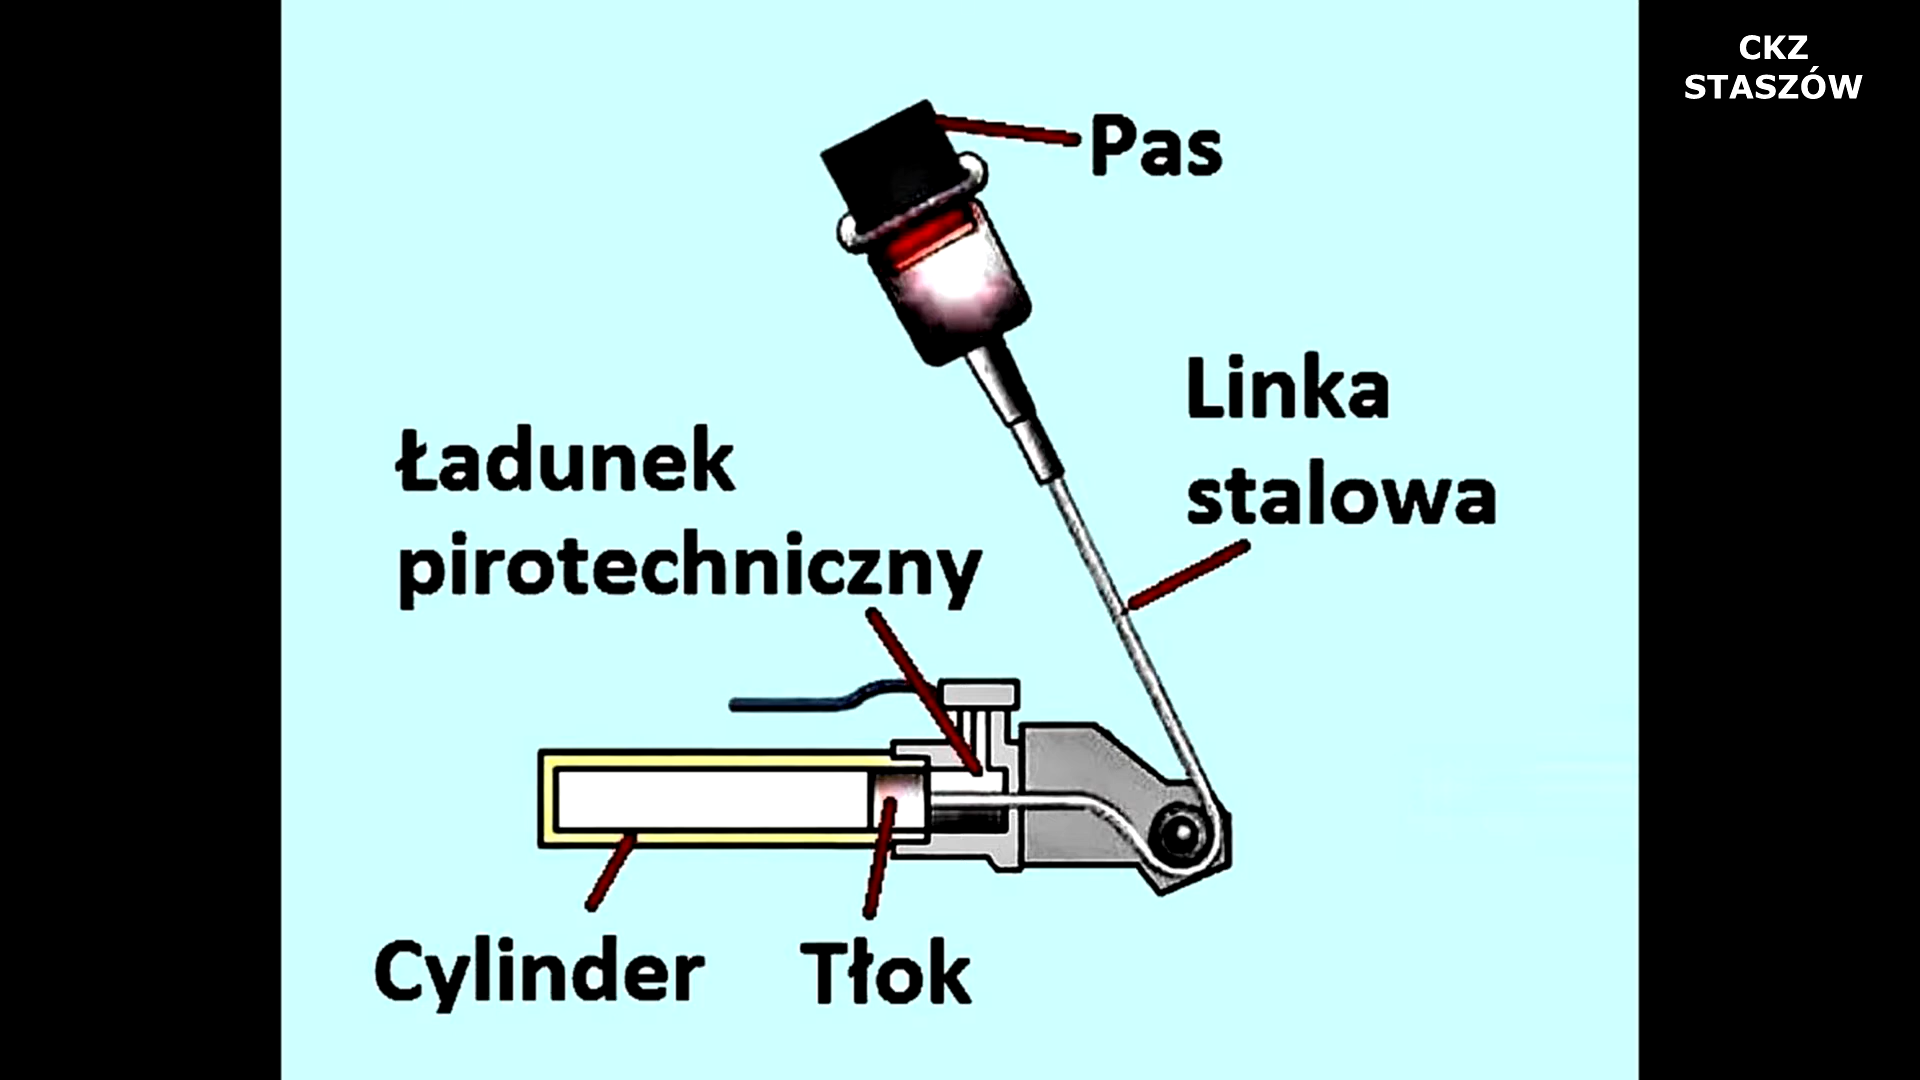 CKZ
STASZÓW
Pas
Linka
stalowa
Ładunek
pirotechniczny
Cylinder
Tłok